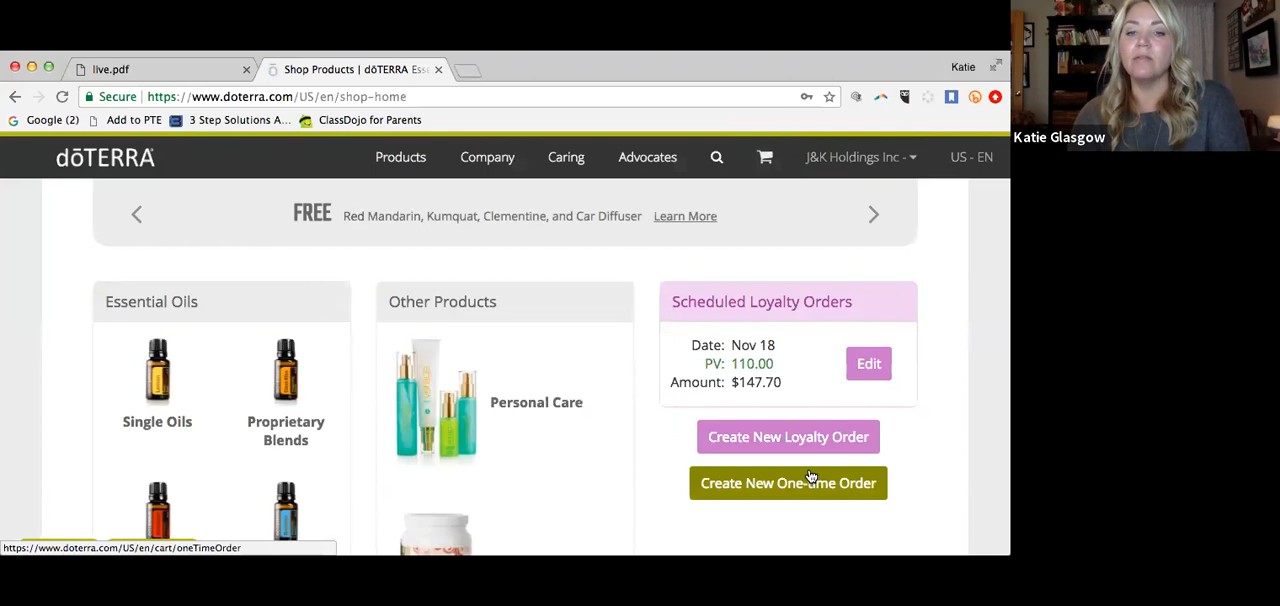 live.pdf
Shop Products | dōTERRA Esse
Katie
Secure
https://www.doterra.com/US/en/shop-home
Google (2)
Add to PTE
3 Step Solutions A...
ClassDojo for Parents
dōTERRA
Products
Company
Caring
Advocates
J&K Holdings Inc -
US - EN
Katie Glasgow
FREE Red Mandarin, Kumquat, Clementine, and Car Diffuser Learn More
Essential Oils
Other Products
Scheduled Loyalty Orders
Date: Nov 18
PV: 110.00
Amount: $147.70
Edit
Single Oils
Proprietary
Blends
Personal Care
Create New Loyalty Order
Create New One-time Order
https://www.doterra.com/US/en/cart/oneTimeOrder